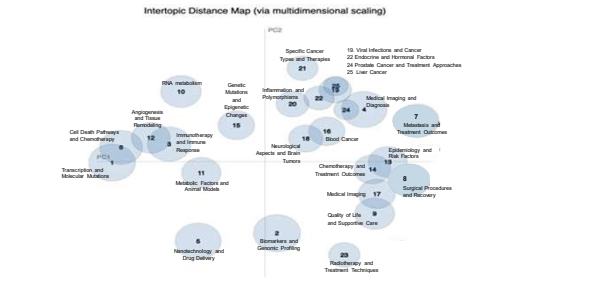 Intertopic Distance Map (via multidimensional scaling)
PC2
Specific Cancer
Types and Therapies
21
19. Viral Infections and Cancer
22 Endocrine and Hormonal Factors
24 Prostate Cancer and Treatment Approaches
25 Liver Cancer
RNA metabolism
10
Genetic
Mutations
and
Epigenetic
Changes
15
Inflamation and
Polymorphisms
20
22
25
19
24
4
Medical Imaging and
Diagnosis
7
Metastasis and
Treatment Outcomes
Angiogenesis
and Tissue
Remodeling
12
Cell Death Pathways
and Chemotherapy
6
3
Immunotherapy
and Immune
Response
16
Blood Cancer
18
Neurological
Aspects and Brain
Tumors
PC1
1
Transcription and
Molecular Mutations
11
Metabolic Factors and
Animal Models
Epidemiology and
Risk Factors
13
Chemotherapy and
Treatment Outcomes
14
8
Surgical Procedures
and Recovery
Medical Imaging
17
Quality of Life
and Supportive Care
9
5
Nanotechnology and
Drug Delivery
2
Biomarkers and
Genomic Profiling
23
Radiotherapy and
Treatment Techniques